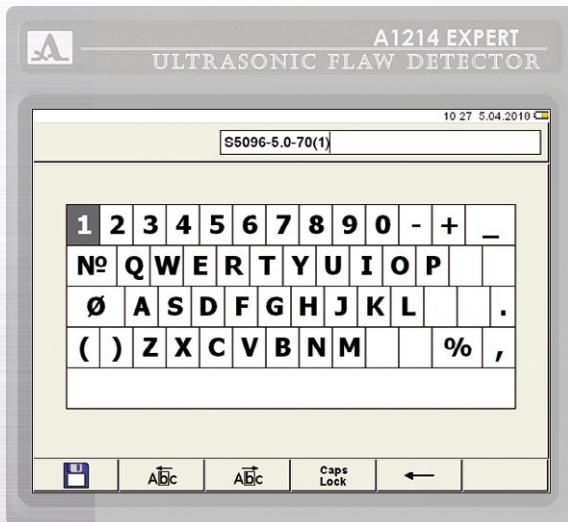 A1214 EXPERT
ULTRASONIC FLAW DETECTOR
10 27 5.04.2010
S5096-5.0-70(1)
1 2 3 4 5 6 7 8 9 0 - + _
№ Q W E R T Y U I O P
Ø A S D F G H J K L .
( ) Z X C V B N M % ,
Abc Abc Caps
Lock